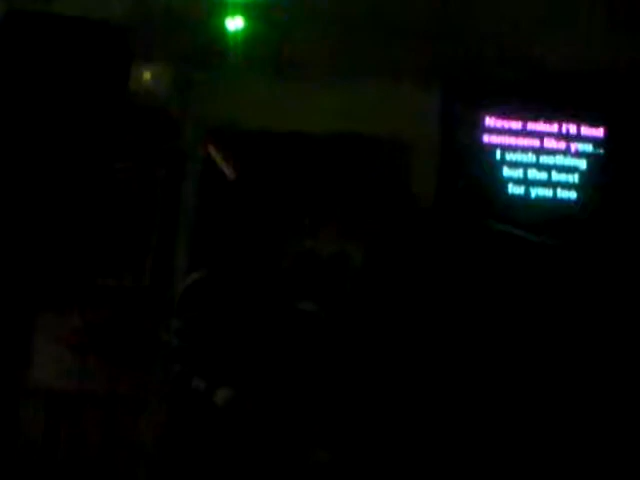 Never mind I'll find
someone like you...
I wish nothing
but the best
for you too